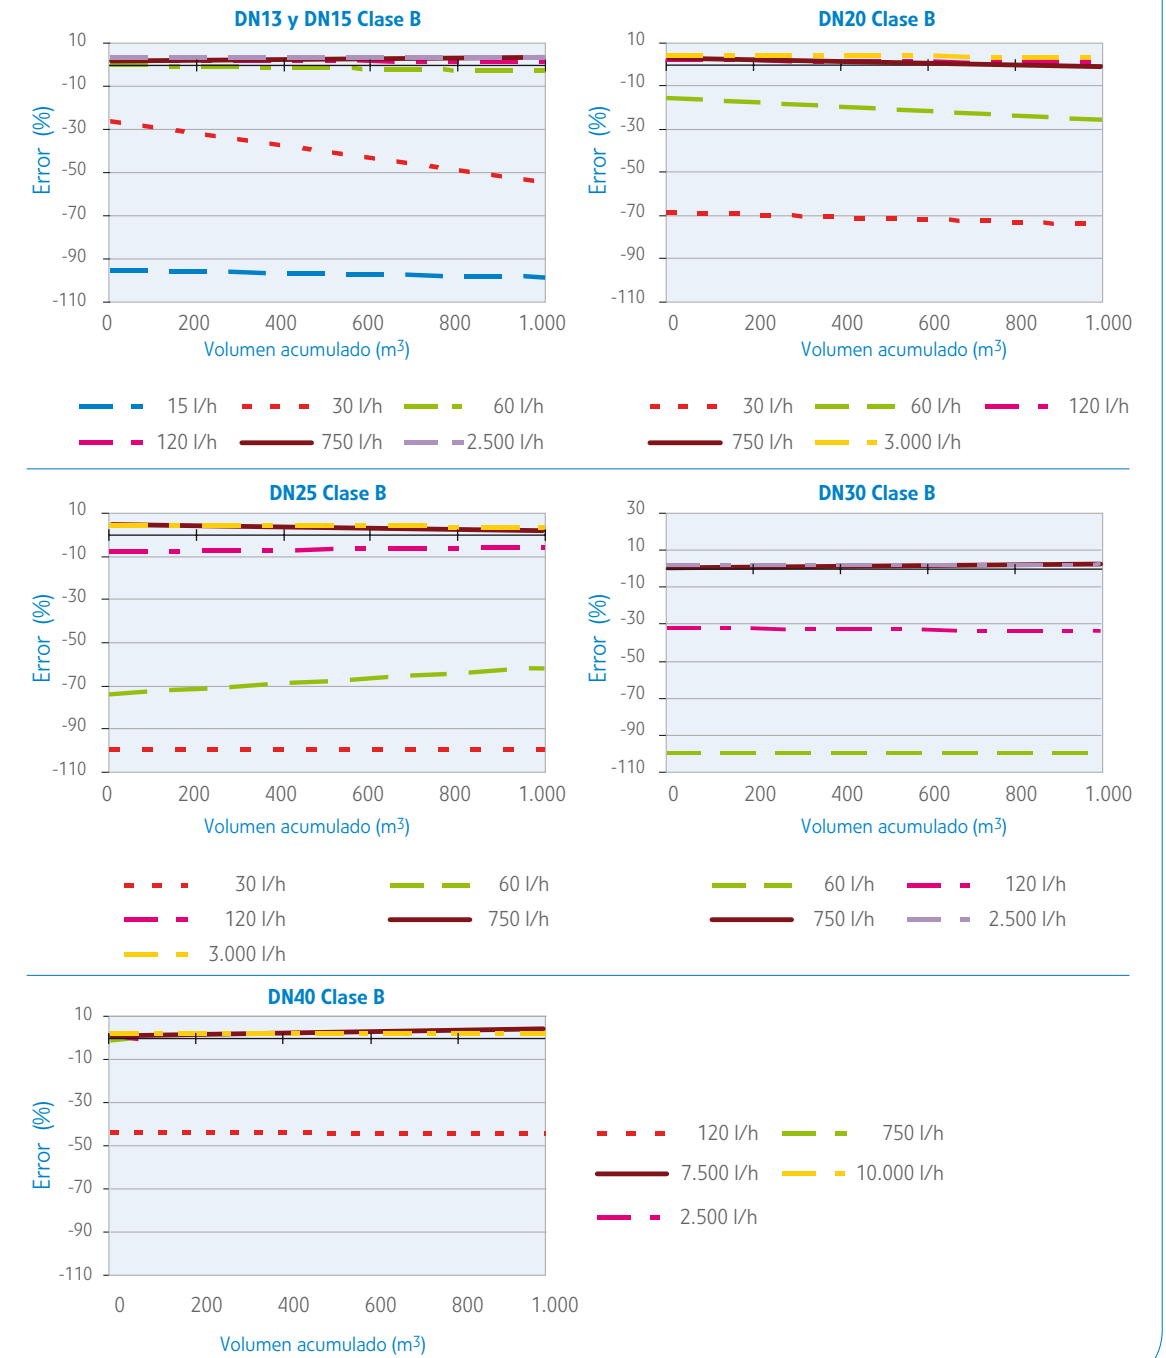 DN13 y DN15 Clase B
10
-10
-30
-50
-70
-90
-110
Error (%)
0 200 400 600 800 1.000
Volumen acumulado (m³)
15 l/h 30 l/h 60 l/h
120 l/h 750 l/h 2.500 l/h
DN20 Clase B
10
-10
-30
-50
-70
-90
-110
Error (%)
0 200 400 600 800 1.000
Volumen acumulado (m³)
30 l/h 60 l/h 120 l/h
750 l/h 3.000 l/h
DN25 Clase B
10
-10
-30
-50
-70
-90
-110
Error (%)
0 200 400 600 800 1.000
Volumen acumulado (m³)
30 l/h 60 l/h
120 l/h 750 l/h
3.000 l/h
DN30 Clase B
30
10
-10
-30
-50
-70
-90
-110
Error (%)
0 200 400 600 800 1.000
Volumen acumulado (m³)
60 l/h 120 l/h
750 l/h 2.500 l/h
DN40 Clase B
10
-10
-30
-50
-70
-90
-110
Error (%)
0 200 400 600 800 1.000
Volumen acumulado (m³)
120 l/h 750 l/h
7.500 l/h 10.000 l/h
2.500 l/h